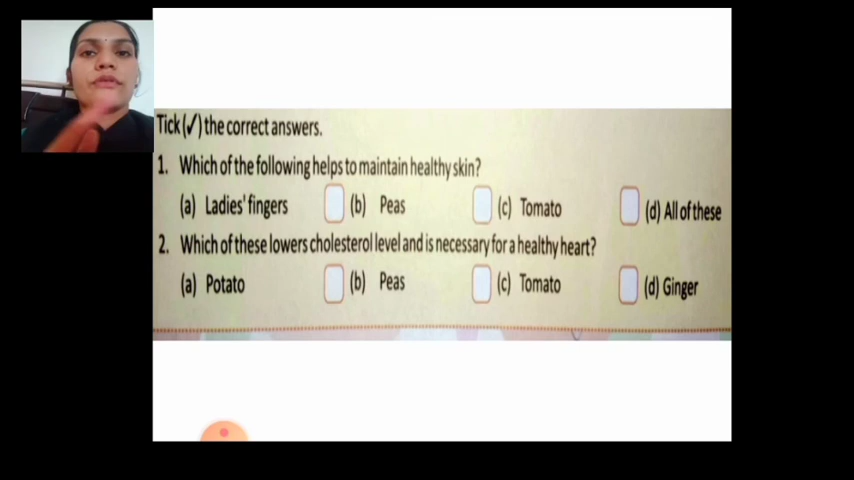 Tick (✓) the correct answers.
1. Which of the following helps to maintain healthy skin?
(a) Ladies' fingers (b) Peas (c) Tomato (d) All of these
2. Which of these lowers cholesterol level and is necessary for a healthy heart?
(a) Potato (b) Peas (c) Tomato (d) Ginger